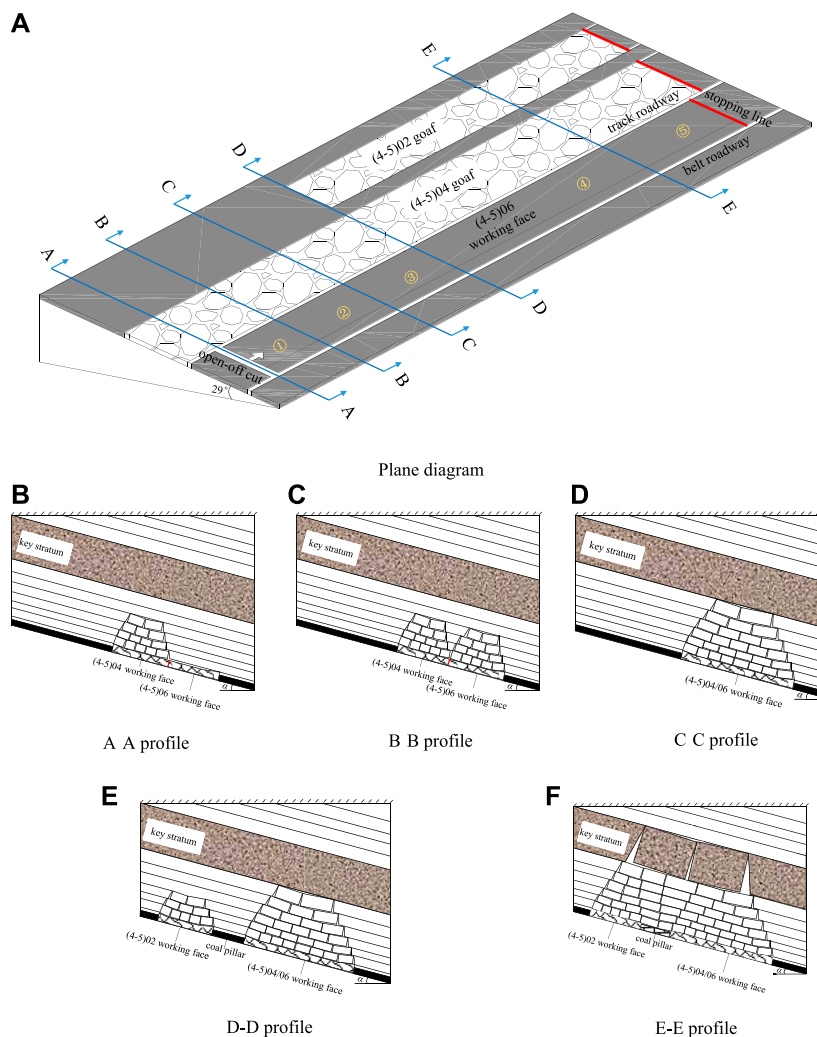 A
E
stopping line
track roadway
(4-5)02 goaf
⑤
belt roadway
D
(4-5)04 goaf
④
C
(4-5)06
working face
E
B
③
A
D
②
C
①
open-off cut
B
29°
A
Plane diagram
B
key stratum
(4-5)04 working face
(4-5)06 working face
α
A A profile
C
key stratum
(4-5)04 working face
(4-5)06 working face
α
B B profile
D
key stratum
(4-5)04/06 working face
α
C C profile
E
key stratum
(4-5)02 working face
coal pillar
(4-5)04/06 working face
α
D-D profile
F
key stratum
(4-5)02 working face
coal pillar
(4-5)04/06 working face
α
E-E profile